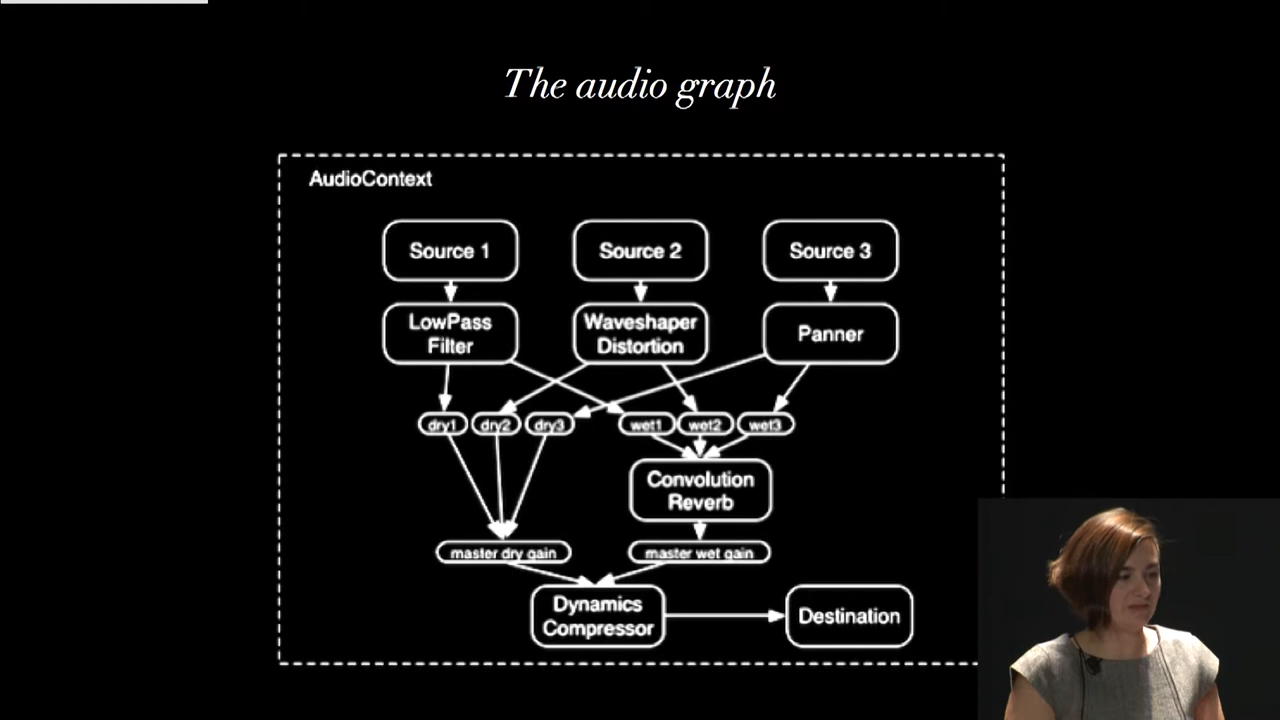 The audio graph
AudioContext
Source 1
Source 2
Source 3
LowPass
Filter
Waveshaper
Distortion
Panner
dry1
dry2
dry3
wet1
wet2
wet3
Convolution
Reverb
master dry gain
master wet gain
Dynamics
Compressor
Destination